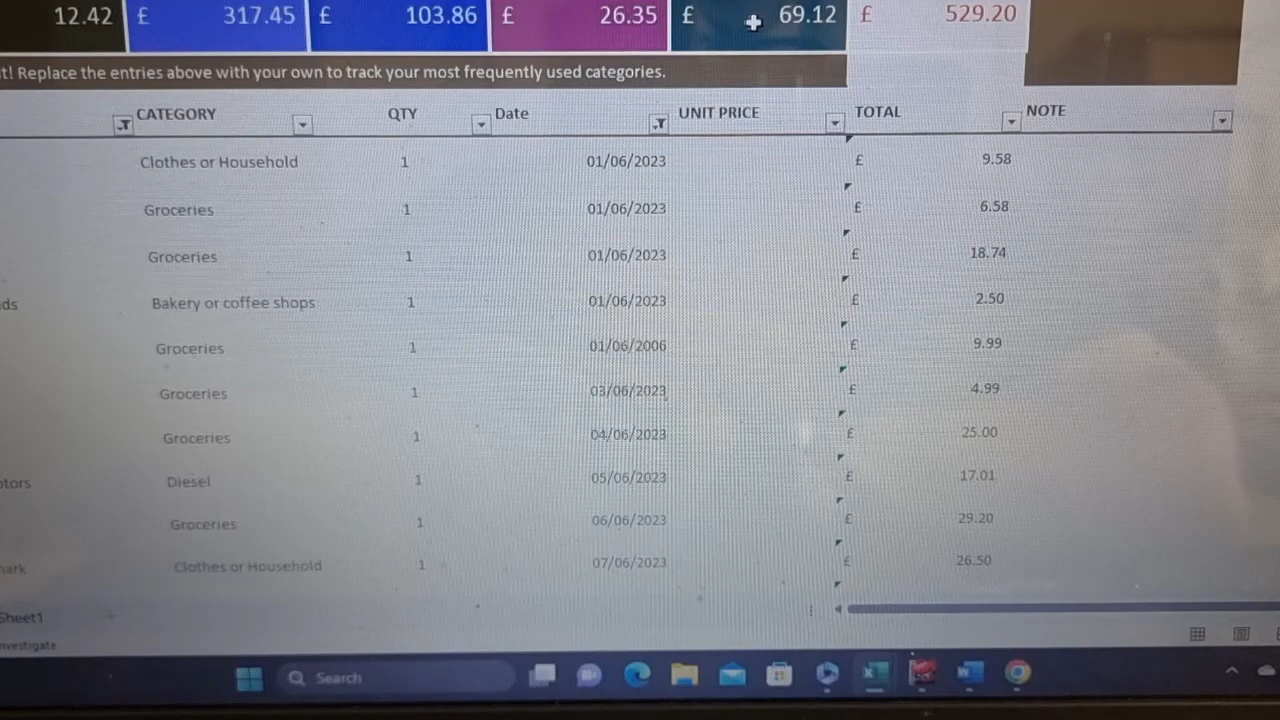 12.42 £ 317.45 £ 103.86 £ 26.35 £ 69.12 £ 529.20
t! Replace the entries above with your own to track your most frequently used categories.
CATEGORY QTY Date UNIT PRICE TOTAL NOTE
Clothes or Household 1 01/06/2023 £ 9.58
Groceries 1 01/06/2023 £ 6.58
Groceries 1 01/06/2023 £ 18.74
ds Bakery or coffee shops 1 01/06/2023 £ 2.50
Groceries 1 01/06/2006 £ 9.99
Groceries 1 03/06/2023 £ 4.99
Groceries 1 04/06/2023 £ 25.00
otors Diesel 1 05/06/2023 £ 17.01
Groceries 1 06/06/2023 £ 29.20
mark Clothes or Household 1 07/06/2023 £ 26.50
Sheet1
nvestigate
Search